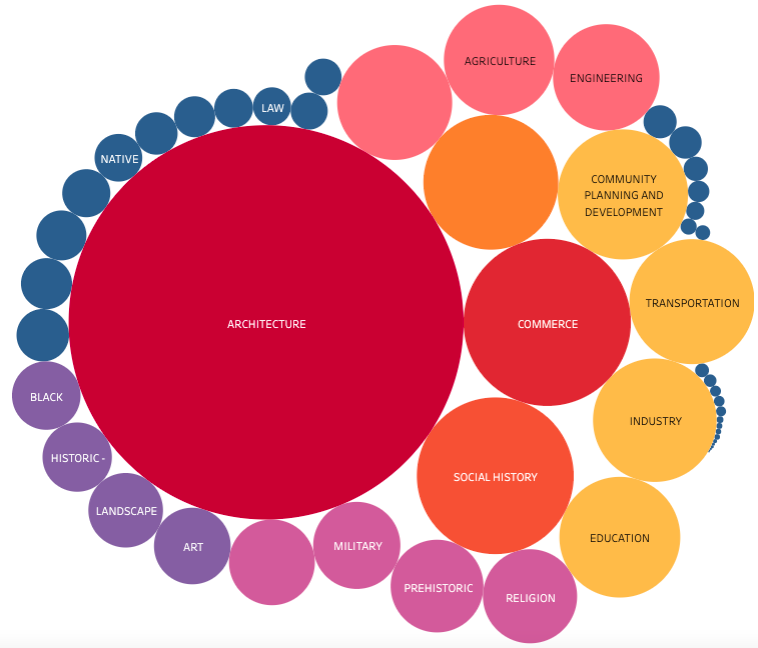 AGRICULTURE
ENGINEERING
LAW
NATIVE
COMMUNITY
PLANNING AND
DEVELOPMENT
TRANSPORTATION
ARCHITECTURE
COMMERCE
BLACK
INDUSTRY
HISTORIC -
SOCIAL HISTORY
LANDSCAPE
EDUCATION
ART
MILITARY
PREHISTORIC
RELIGION